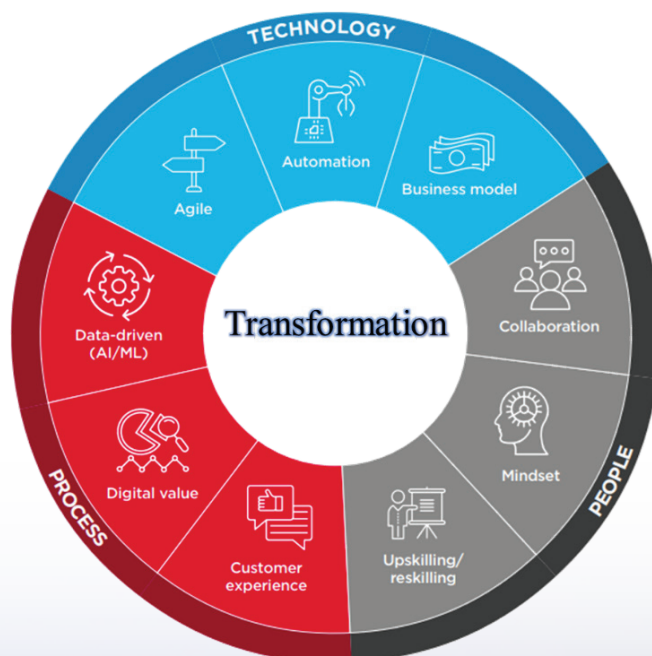 TECHNOLOGY
Agile
Automation
Business model
Transformation
Data-driven
(AI/ML)
Digital value
Customer
experience
PROCESS
Collaboration
Mindset
Upskilling/
reskilling
PEOPLE